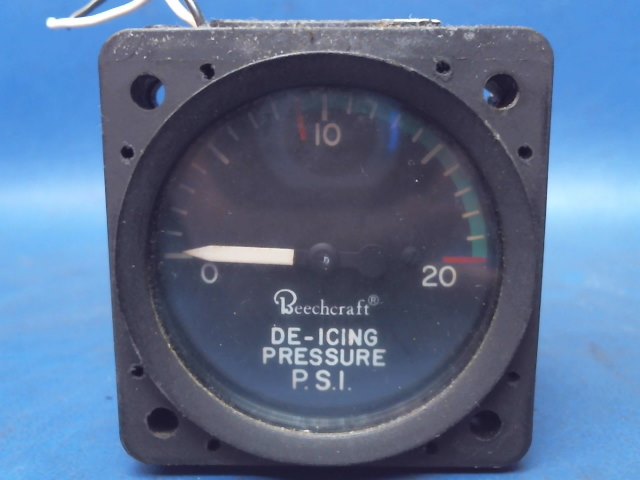 10
0
20
Beechcraft®
DE-ICING
PRESSURE
P.S.I.